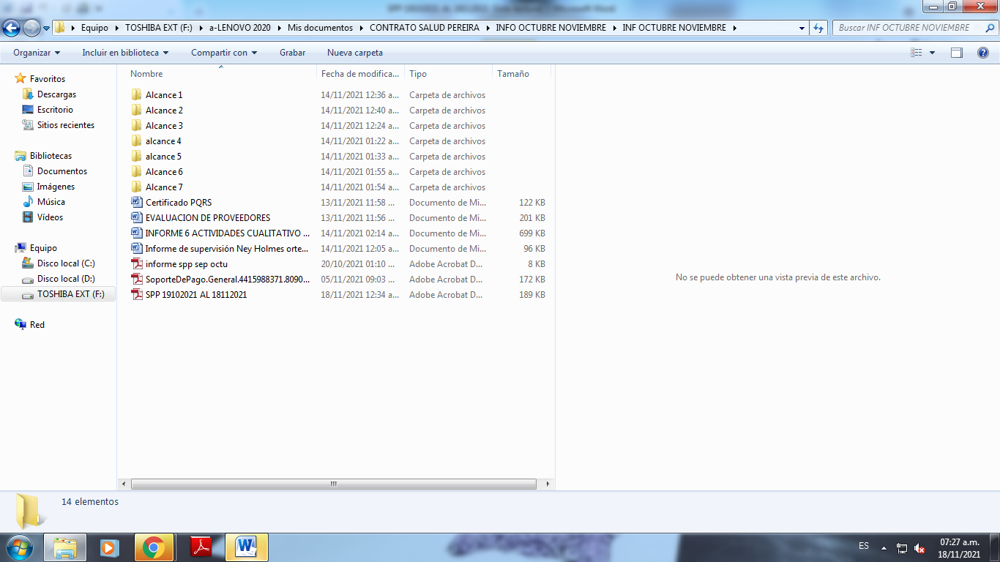 SPP 19102021 AL 18112021
Microsoft Word
Equipo TOSHIBA EXT (F:) a-LENOVO 2020 Mis documentos CONTRATO SALUD PEREIRA INFO OCTUBRE NOVIEMBRE INF OCTUBRE NOVIEMBRE
Buscar INF OCTUBRE NOVIEMBRE
Organizar Incluir en biblioteca Compartir con Grabar Nueva carpeta
Favoritos
Descargas
Escritorio
Sitios recientes
Bibliotecas
Documentos
Imágenes
Música
Vídeos
Equipo
Disco local (C:)
Disco local (D:)
TOSHIBA EXT (F:)
Red
Nombre Fecha de modifica... Tipo Tamaño
Alcance 1 14/11/2021 12:36 a... Carpeta de archivos
Alcance 2 14/11/2021 12:40 a... Carpeta de archivos
Alcance 3 14/11/2021 12:24 a... Carpeta de archivos
alcance 4 14/11/2021 01:22 a... Carpeta de archivos
alcance 5 14/11/2021 01:33 a... Carpeta de archivos
Alcance 6 14/11/2021 01:55 a... Carpeta de archivos
Alcance 7 14/11/2021 01:54 a... Carpeta de archivos
Certificado PQRS 13/11/2021 11:58 ... Documento de Mi... 122 KB
EVALUACION DE PROVEEDORES 13/11/2021 11:56 ... Documento de Mi... 201 KB
INFORME 6 ACTIVIDADES CUALITATIVO ... 14/11/2021 02:14 a... Documento de Mi... 699 KB
Informe de supervisión Ney Holmes orte... 14/11/2021 12:05 a... Documento de Mi... 96 KB
informe spp sep octu 20/10/2021 01:10 ... Adobe Acrobat D... 8 KB
SoporteDePago.General.4415988371.8090... 05/11/2021 09:03 ... Adobe Acrobat D... 172 KB
SPP 19102021 AL 18112021 18/11/2021 12:34 a... Adobe Acrobat D... 189 KB
No se puede obtener una vista previa de este archivo.
14 elementos
ES
07:27 a.m.
18/11/2021